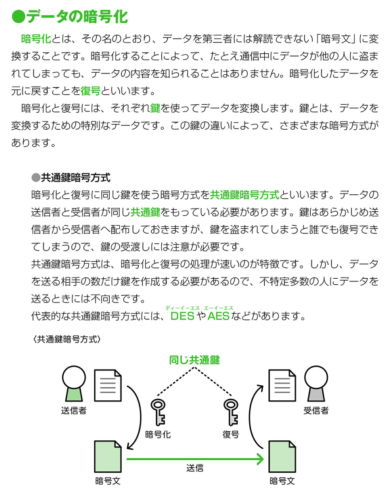 ●データの暗号化
暗号化とは、その名のとおり、データを第三者には解読できない「暗号文」に変
換することです。暗号化することによって、たとえ通信中にデータが他の人に盗ま
れてしまっても、データの内容を知られることはありません。暗号化したデータを
元に戻すことを復号といいます。
暗号化と復号には、それぞれ鍵を使ってデータを変換します。鍵とは、データを
変換するための特別なデータです。この鍵の違いによって、さまざまな暗号方式が
あります。
●共通鍵暗号方式
暗号化と復号に同じ鍵を使う暗号方式を共通鍵暗号方式といいます。データの
送信者と受信者が同じ共通鍵をもっている必要があります。鍵はあらかじめ送
信者から受信者へ配布しておきますが、鍵を盗まれてしまうと誰でも復号でき
てしまうので、鍵の受渡しには注意が必要です。
共通鍵暗号方式は、暗号化と復号の処理が速いのが特徴です。しかし、データ
を送る相手の数だけ鍵を作成する必要があるので、不特定多数の人にデータを
送るときには不向きです。
ディーイーエス エーイーエス
代表的な共通鍵暗号方式には、DESやAESなどがあります。
〈共通鍵暗号方式〉
同じ共通鍵
送信者
受信者
暗号化
復号
送信
暗号文
暗号文